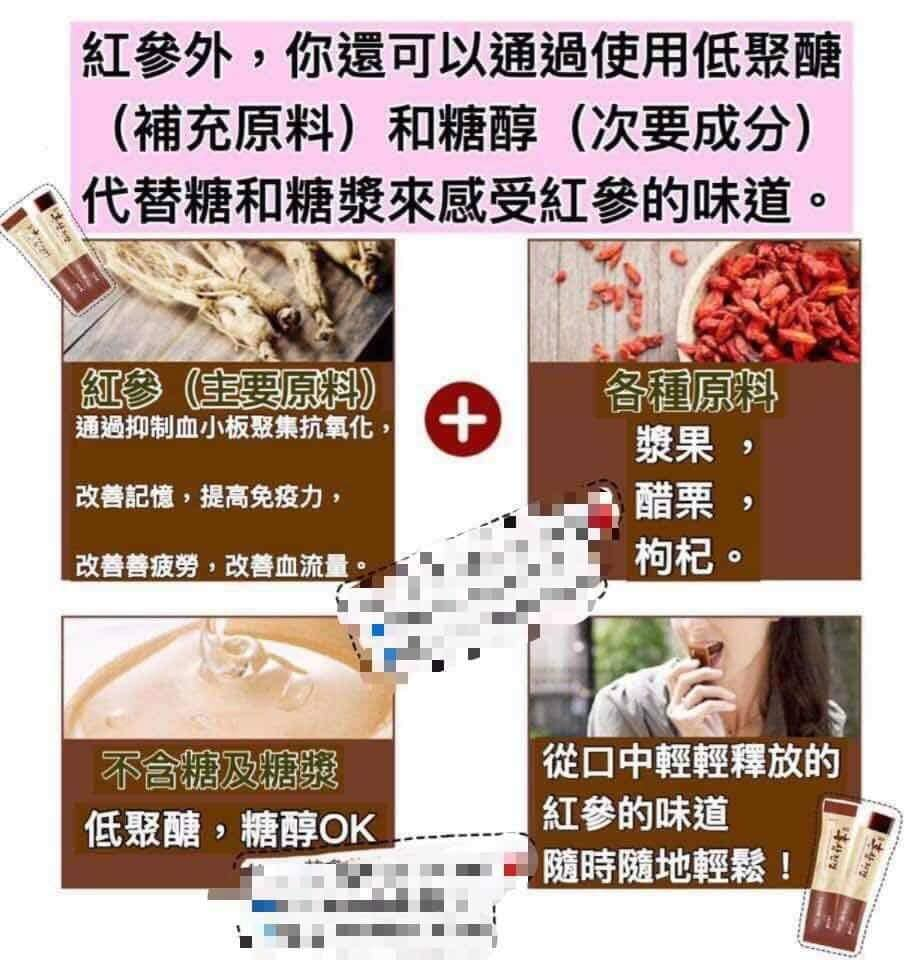 紅參外，你還可以通過使用低聚醣
（補充原料）和糖醇（次要成分）
代替糖和糖漿來感受紅參的味道。
紅參（主要原料）
通過抑制血小板聚集抗氧化，
改善記憶，提高免疫力，
改善善疲勞，改善血流量。
各種原料
漿果 ，
醋栗 ，
枸杞。
不含糖及糖漿
低聚醣，糖醇OK
從口中輕輕釋放的
紅參的味道
隨時隨地輕鬆！